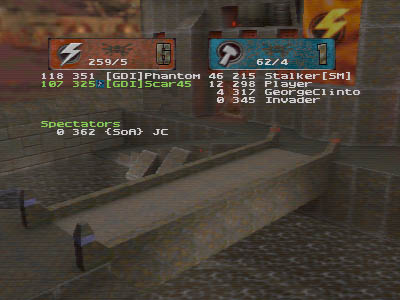 259/5 6
62/4 1
118 351 [GDI]Phantom
107 325 [GDI]Scar45
46 215 Stalker[SM]
12 298 Player
4 317 GeorgeClinto
0 345 Invader
Spectators
0 362 {SoA} JC